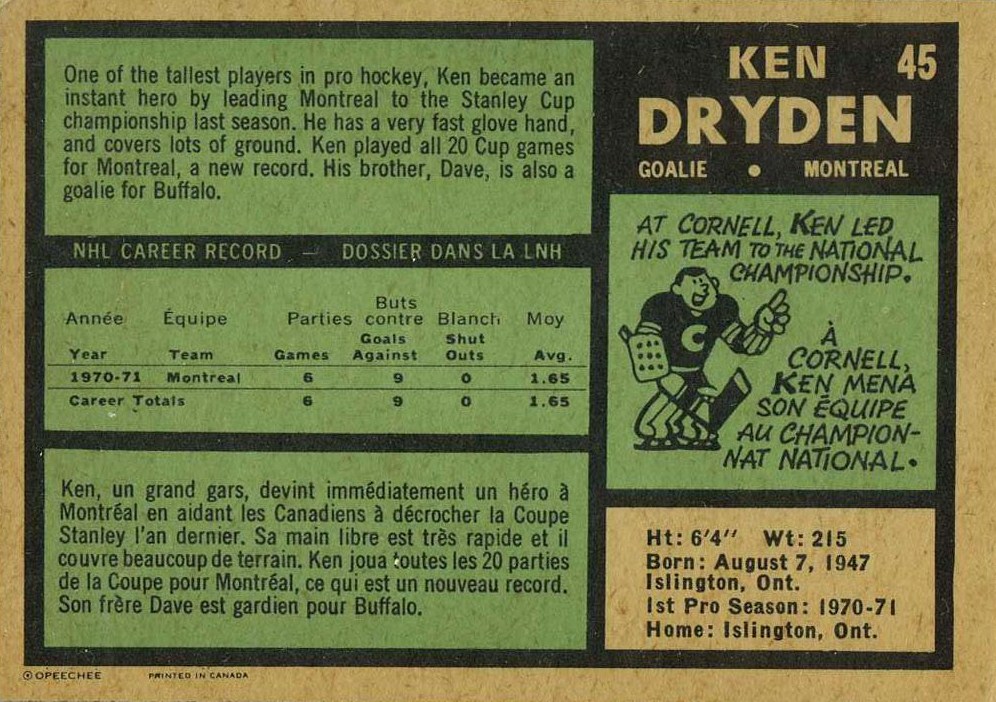 KEN 45
DRYDEN
GOALIE • MONTREAL
One of the tallest players in pro hockey, Ken became an
instant hero by leading Montreal to the Stanley Cup
championship last season. He has a very fast glove hand,
and covers lots of ground. Ken played all 20 Cup games
for Montreal, a new record. His brother, Dave, is also a
goalie for Buffalo.
NHL CAREER RECORD — DOSSIER DANS LA LNH
Année Équipe Parties Buts contre Blanch Moy
Year Team Games Goals Against Shut Outs Avg.
1970-71 Montreal 6 9 0 1.65
Career Totals 6 9 0 1.65
Ken, un grand gars, devint immédiatement un héro à
Montréal en aidant les Canadiens à décrocher la Coupe
Stanley l'an dernier. Sa main libre est très rapide et il
couvre beaucoup de terrain. Ken joua toutes les 20 parties
de la Coupe pour Montréal, ce qui est un nouveau record.
Son frère Dave est gardien pour Buffalo.
AT CORNELL, KEN LED
HIS TEAM TO THE NATIONAL
CHAMPIONSHIP.
C
À
CORNELL,
KEN MENA
SON ÉQUIPE
AU CHAMPION-
NAT NATIONAL.
Ht: 6'4" Wt: 215
Born: August 7, 1947
Islington, Ont.
1st Pro Season: 1970-71
Home: Islington, Ont.
© OPEECHEE PRINTED IN CANADA